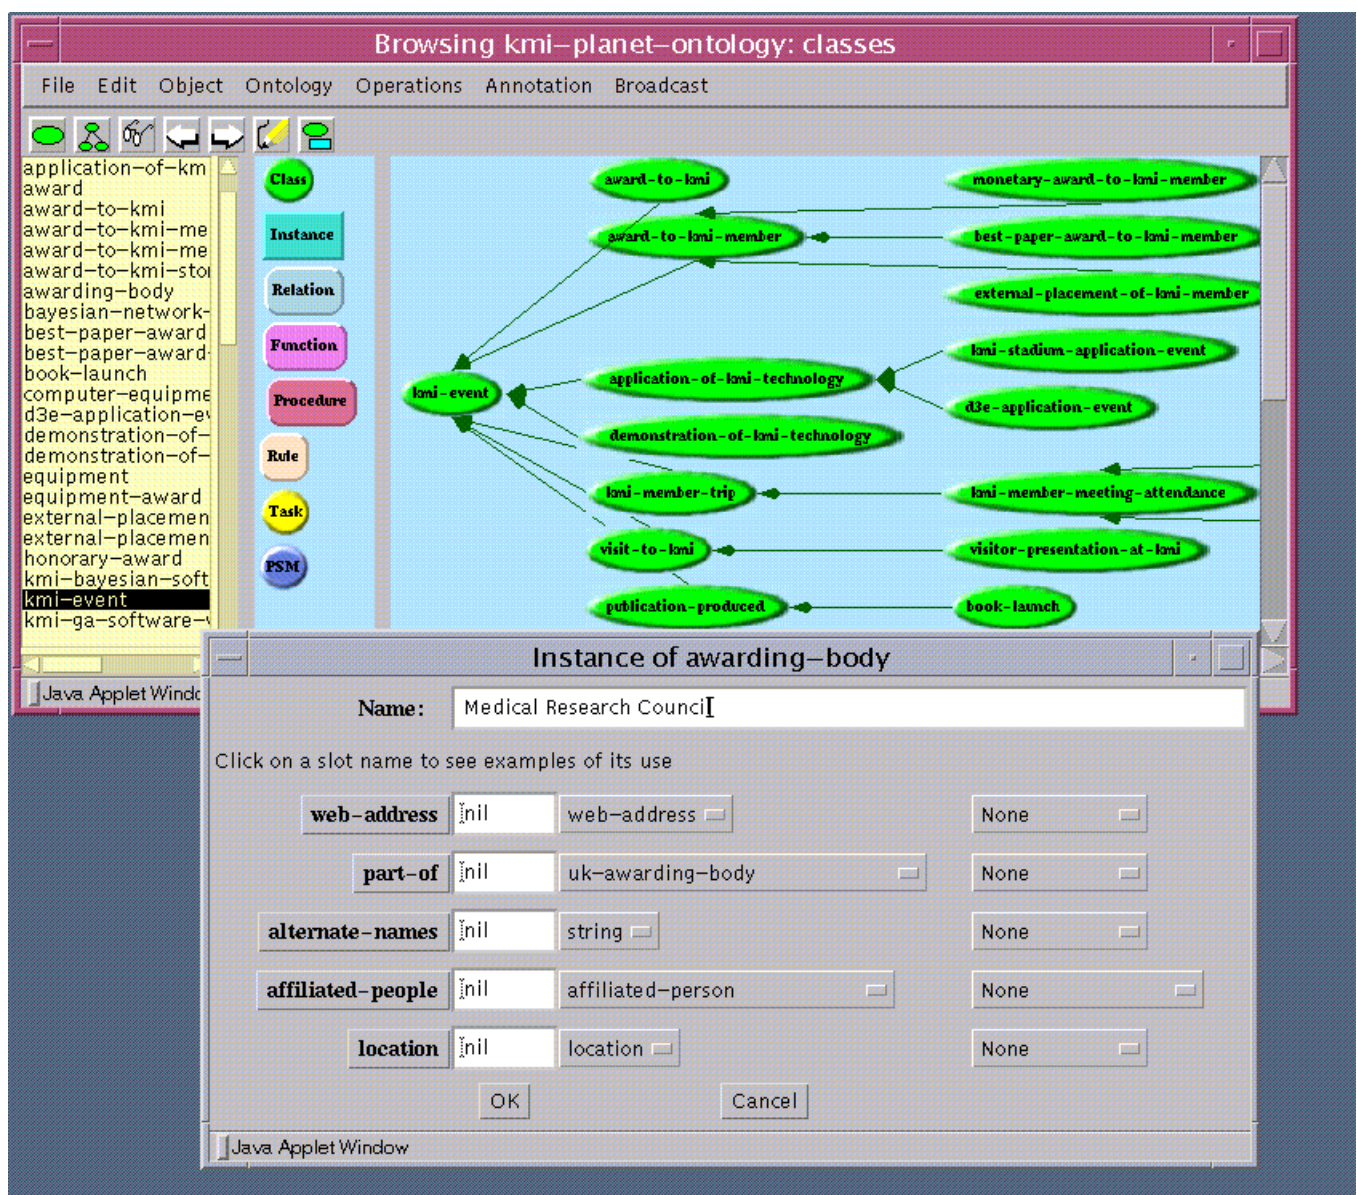 Browsing kmi-planet-ontology: classes
File Edit Object Ontology Operations Annotation Broadcast
application-of-km
award
award-to-kmi
award-to-kmi-me
award-to-kmi-me
award-to-kmi-sto
awarding-body
bayesian-network-
best-paper-award
best-paper-award-
book-launch
computer-equipme
d3e-application-ev
demonstration-of-
demonstration-of-
equipment
equipment-award
external-placemen
external-placemen
honorary-award
kmi-bayesian-soft
kmi-event
kmi-ga-software-v
Class
Instance
Relation
Function
Procedure
Rule
Task
PSM
award-to-kmi
monetary-award-to-kmi-member
award-to-kmi-member
best-paper-award-to-kmi-member
external-placement-of-kmi-member
kmi-stadium-application-event
kmi-event
application-of-kmi-technology
d3e-application-event
demonstration-of-kmi-technology
kmi-member-trip
kmi-member-meeting-attendance
visit-to-kmi
visitor-presentation-at-kmi
publication-produced
book-launch
Java Applet Windo
Instance of awarding-body
Name: Medical Research Council
Click on a slot name to see examples of its use
web-address nil web-address None
part-of nil uk-awarding-body None
alternate-names nil string None
affiliated-people nil affiliated-person None
location nil location None
OK Cancel
Java Applet Window